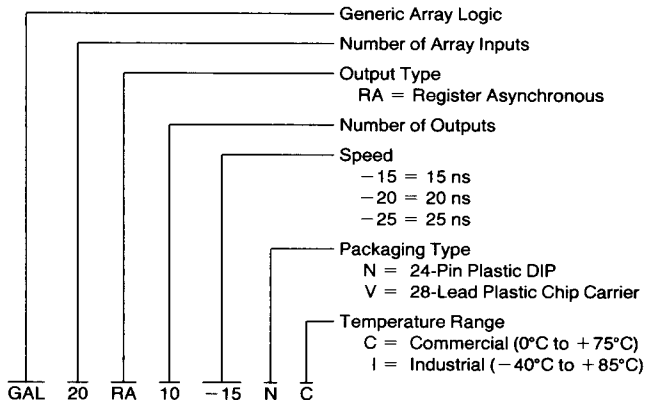 Generic Array Logic
Number of Array Inputs
Output Type
RA = Register Asynchronous
Number of Outputs
Speed
−15 = 15 ns
−20 = 20 ns
−25 = 25 ns
Packaging Type
N = 24-Pin Plastic DIP
V = 28-Lead Plastic Chip Carrier
Temperature Range
C = Commercial (0°C to +75°C)
I = Industrial (−40°C to +85°C)
GAL 20 RA 10 −15 N C